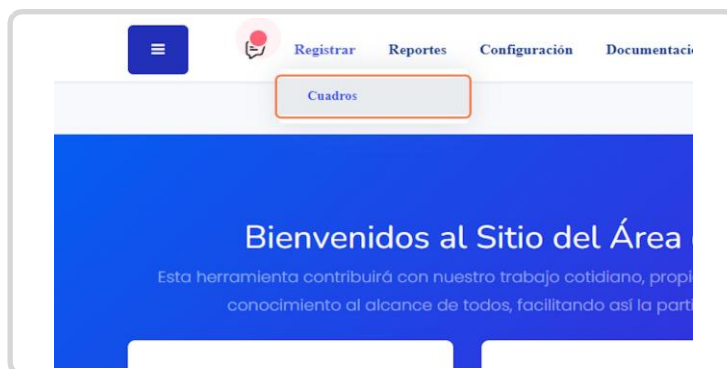 Registrar Reportes Configuración
Cuadros
Bienvenidos al Sitio del Área
Esta herramienta contribuirá con nuestro trabajo cotidiano,
conocimiento al alcance de todos, facilitando así la